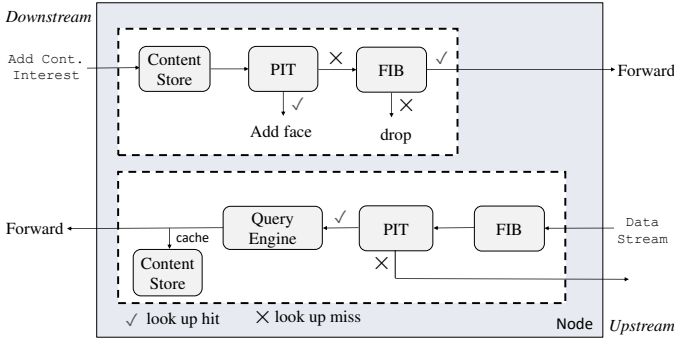 Downstream
Add Cont.
Interest
Content
Store
PIT
FIB
Forward
Add face
drop
Forward
cache
Content
Store
Query
Engine
PIT
FIB
Data
Stream
look up hit
look up miss
Node
Upstream